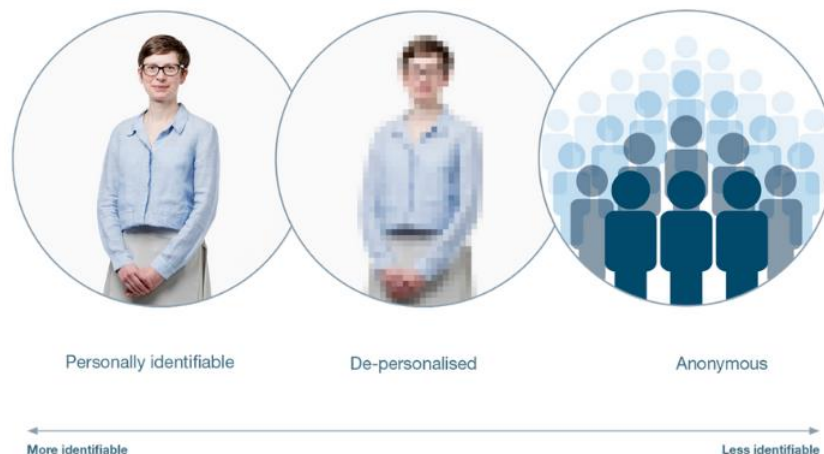 Personally identifiable
De-personalised
Anonymous
More identifiable
Less identifiable